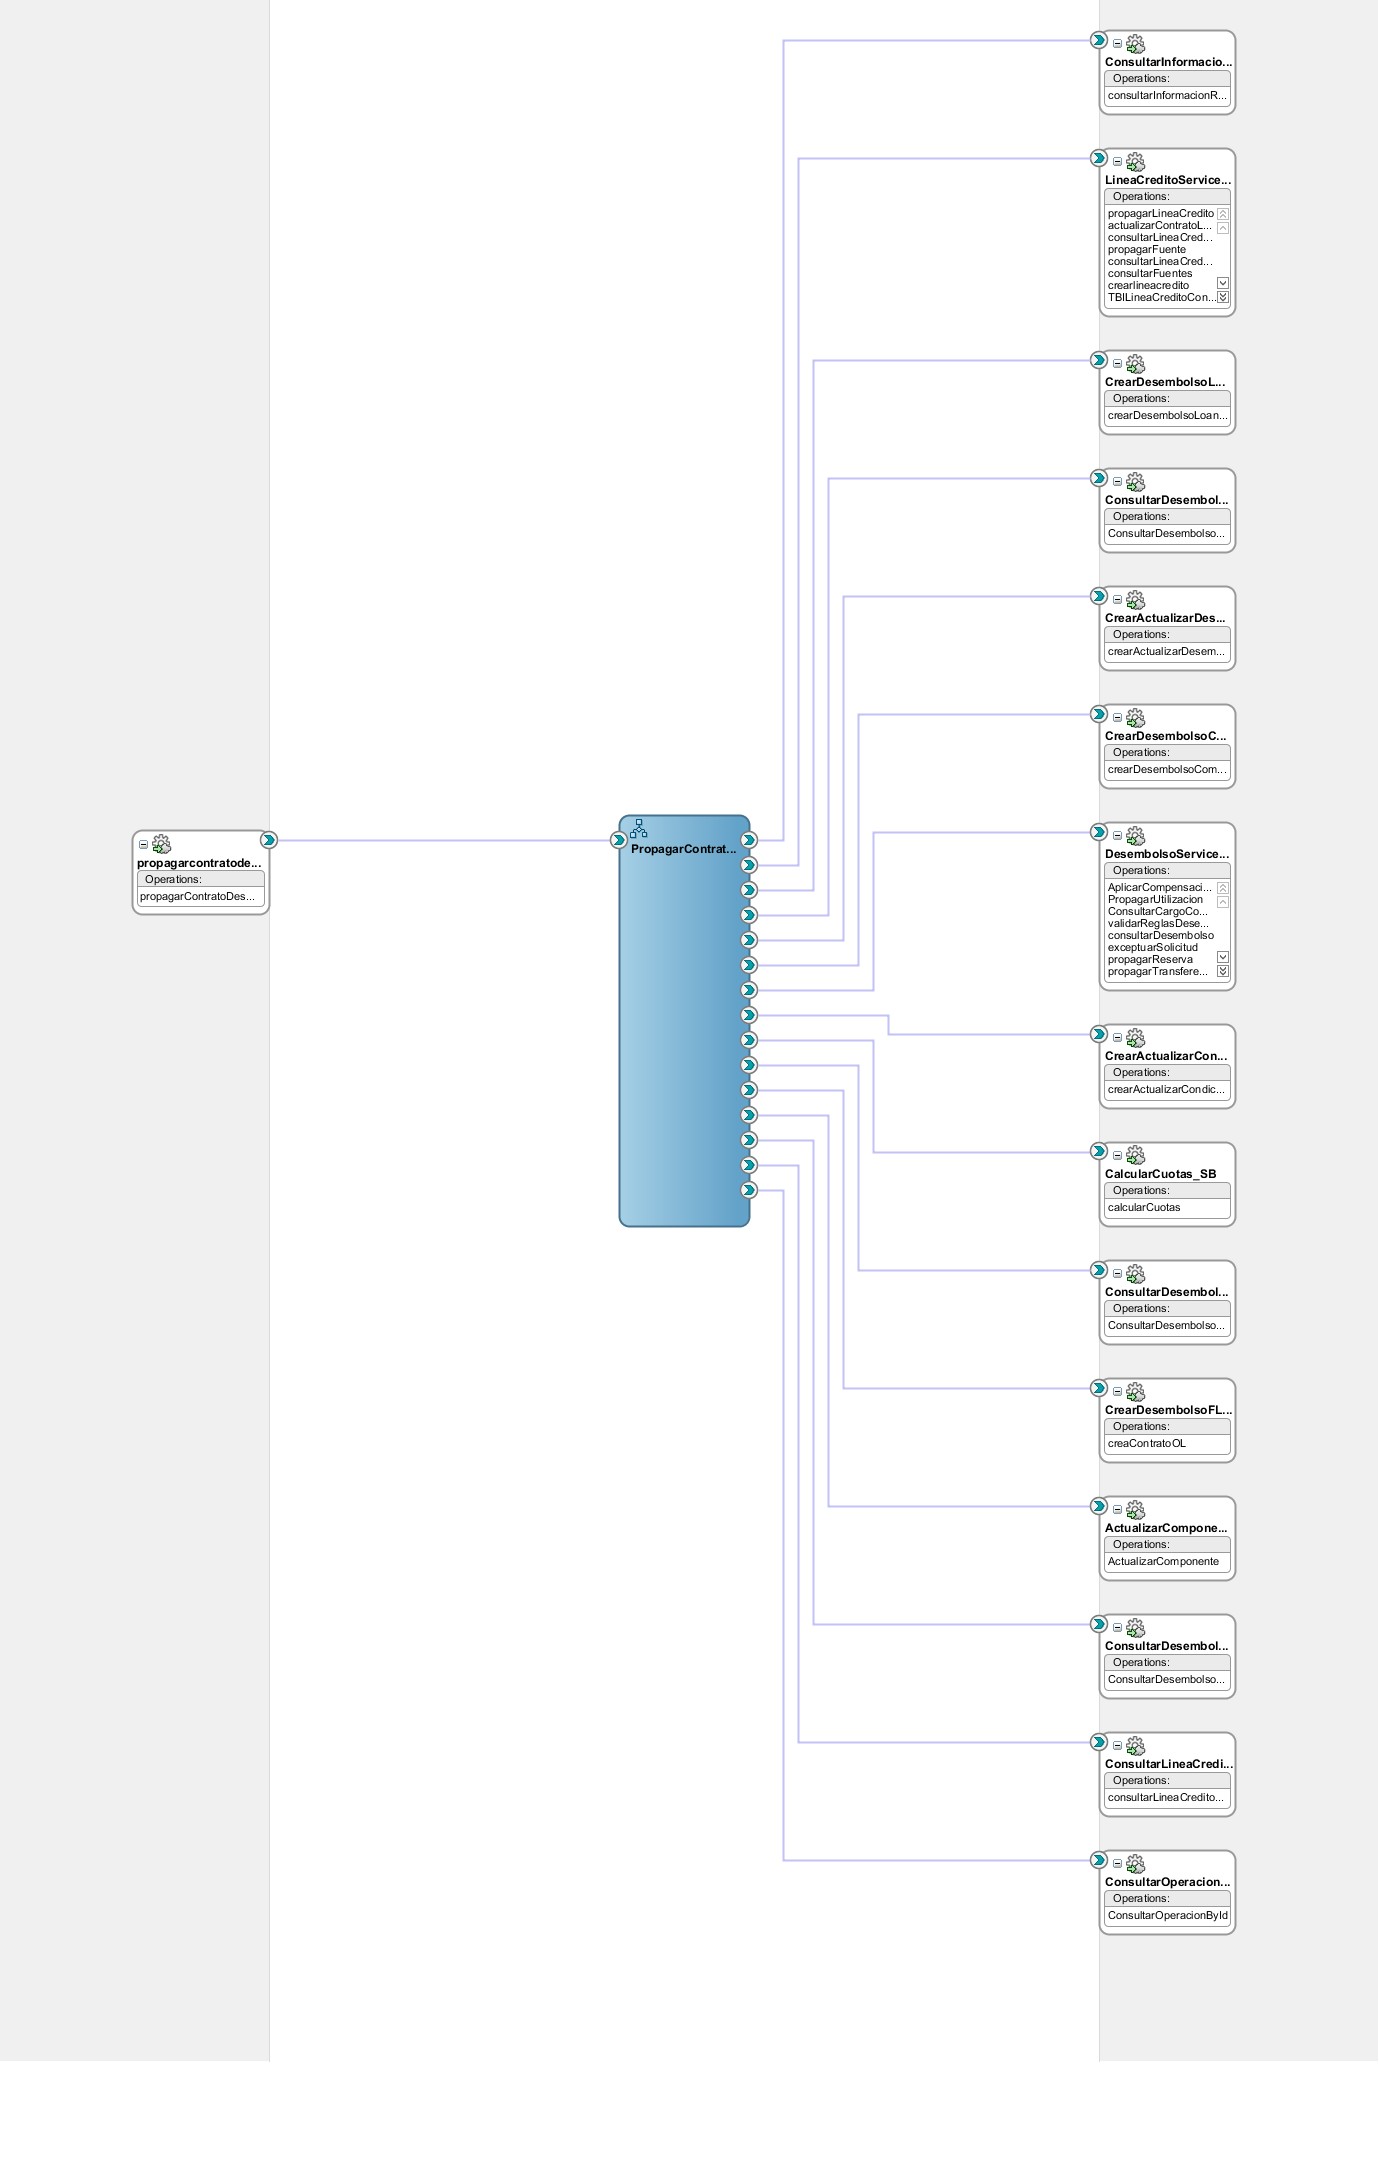 ConsultarInformacio...
Operations:
consultarInformacionR...
LineaCreditoService...
Operations:
propagarLineaCredito
actualizarContratoL...
consultarLineaCred...
propagarFuente
consultarLineaCred...
consultarFuentes
crearlineacredito
TBILineaCreditoCon...
CrearDesembolsoL...
Operations:
crearDesembolsoLoan...
ConsultarDesembol...
Operations:
ConsultarDesembolso...
CrearActualizarDes...
Operations:
crearActualizarDesem...
CrearDesembolsoC...
Operations:
crearDesembolsoCom...
propagarcontratode...
Operations:
propagarContratoDes...
PropagarContrat...
DesembolsoService...
Operations:
AplicarCompensaci...
PropagarUtilizacion
ConsultarCargoCo...
validarReglasDese...
consultarDesembolso
exceptuarSolicitud
propagarReserva
propagarTransfere...
CrearActualizarCon...
Operations:
crearActualizarCondic...
CalcularCuotas_SB
Operations:
calcularCuotas
ConsultarDesembol...
Operations:
ConsultarDesembolso...
CrearDesembolsoFL...
Operations:
creaContratoOL
ActualizarCompone...
Operations:
ActualizarComponente
ConsultarDesembol...
Operations:
ConsultarDesembolso...
ConsultarLineaCredi...
Operations:
consultarLineaCredito...
ConsultarOperacion...
Operations:
ConsultarOperacionById